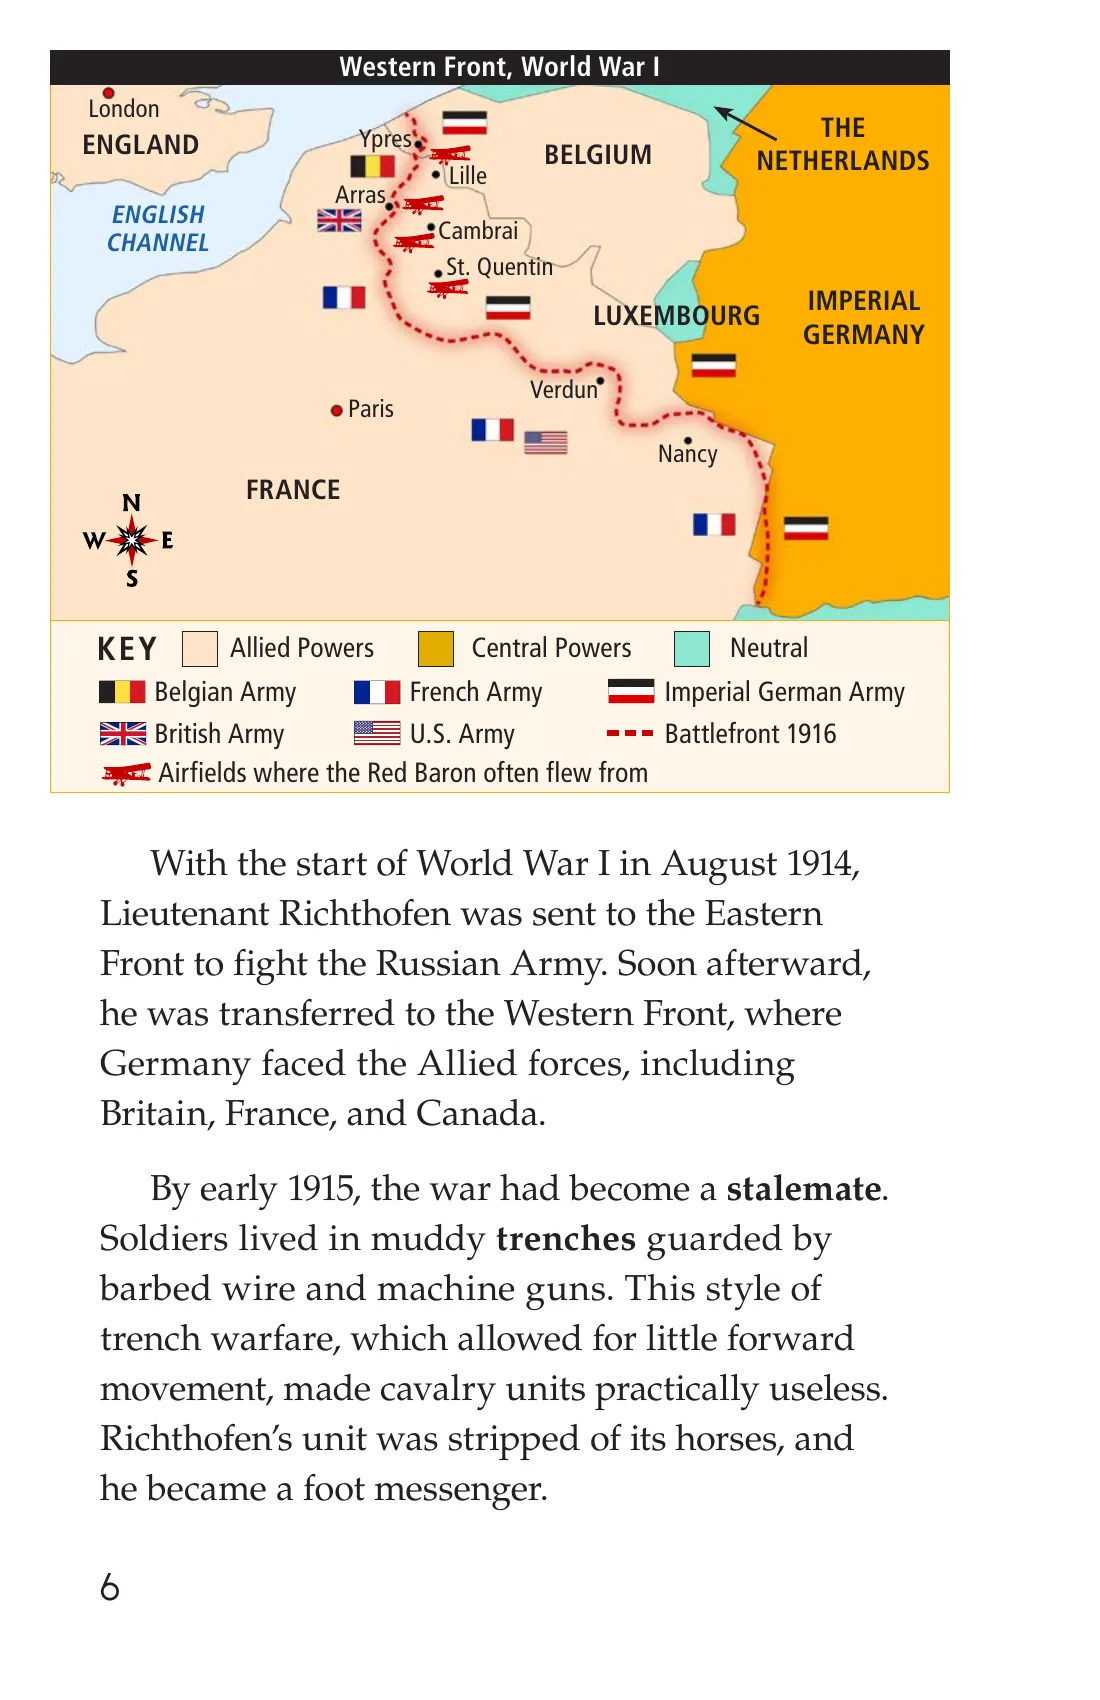 Western Front, World War I
London
ENGLAND
ENGLISH
CHANNEL
Ypres
Lille
Arras
Cambrai
St. Quentin
BELGIUM
THE
NETHERLANDS
LUXEMBOURG
IMPERIAL
GERMANY
Verdun
Paris
Nancy
FRANCE
N
W E
S
KEY Allied Powers Central Powers Neutral
Belgian Army French Army Imperial German Army
British Army U.S. Army Battlefront 1916
Airfields where the Red Baron often flew from
With the start of World War I in August 1914,
Lieutenant Richthofen was sent to the Eastern
Front to fight the Russian Army. Soon afterward,
he was transferred to the Western Front, where
Germany faced the Allied forces, including
Britain, France, and Canada.
By early 1915, the war had become a stalemate.
Soldiers lived in muddy trenches guarded by
barbed wire and machine guns. This style of
trench warfare, which allowed for little forward
movement, made cavalry units practically useless.
Richthofen’s unit was stripped of its horses, and
he became a foot messenger.
6